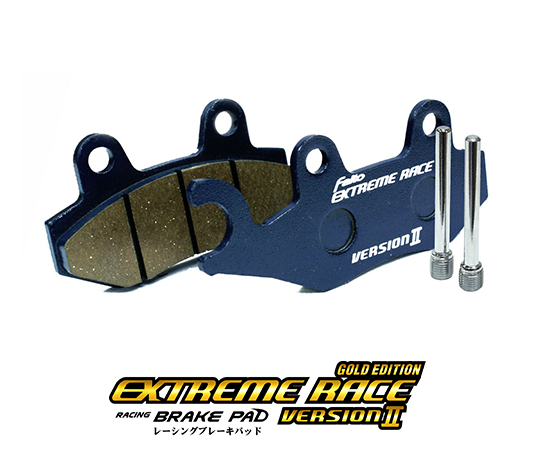 Faito
EXTREME RACE
VERSION II
GOLD EDITION
EXTREME RACE
RACING BRAKE PAD VERSION II
レーシングブレーキパッド